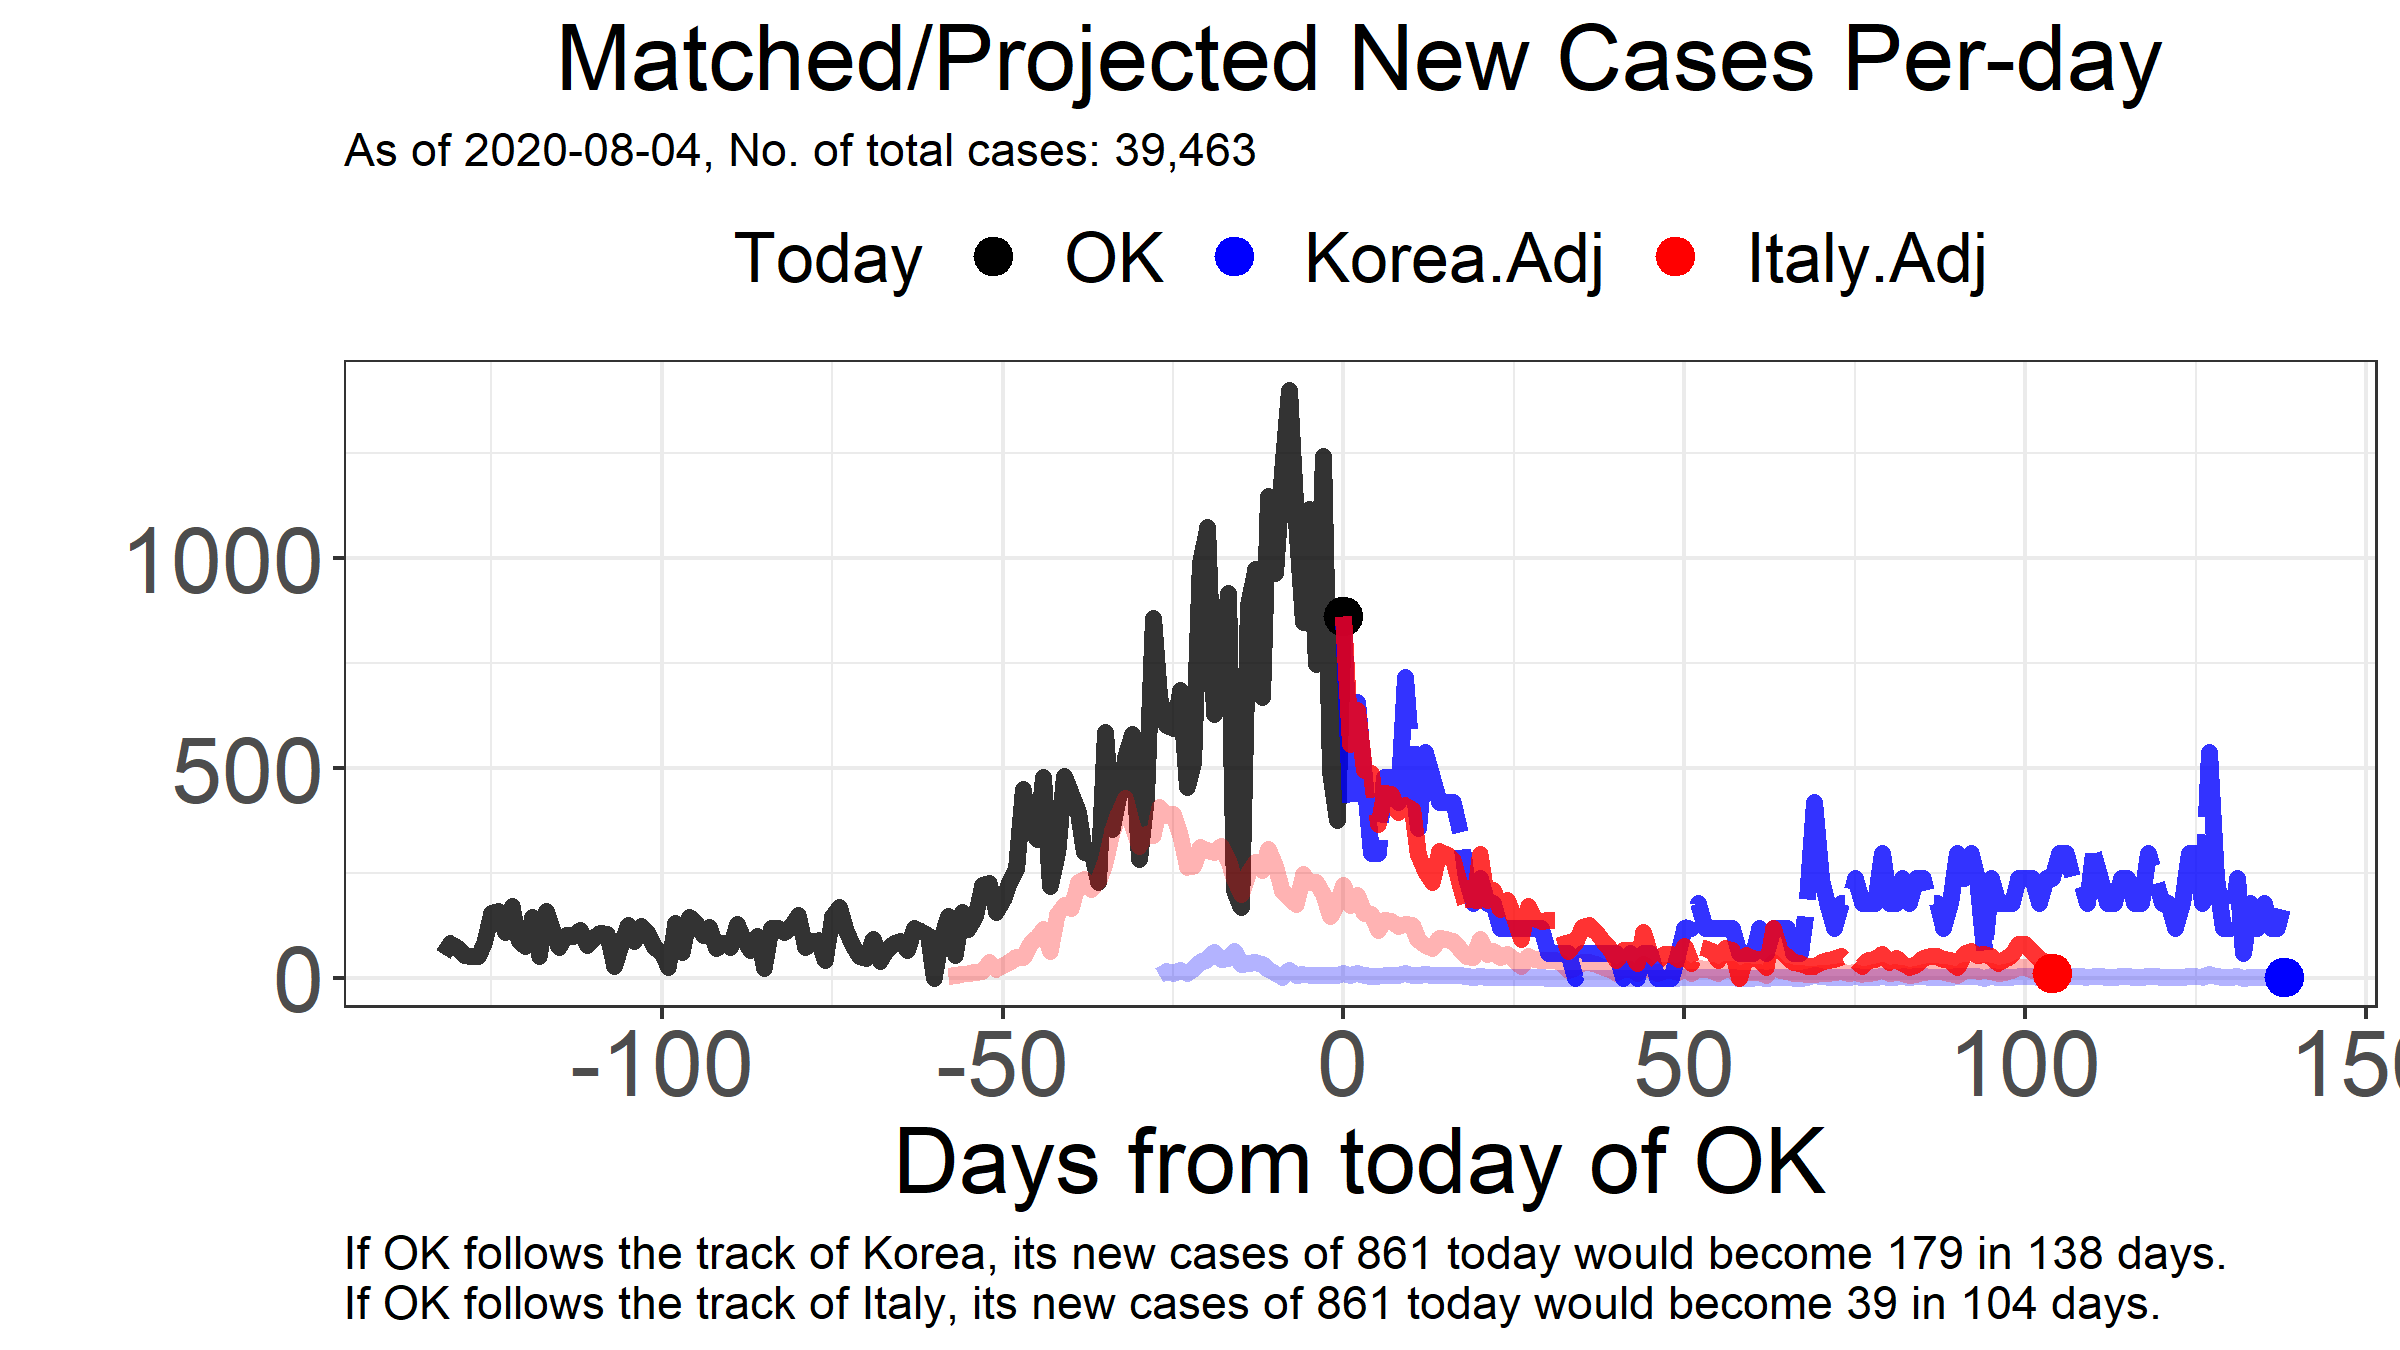 Matched/Projected New Cases Per-day
As of 2020-08-04, No. of total cases: 39,463
Today OK Korea.Adj Italy.Adj
1000
500
0
-100 -50 0 50 100 150
Days from today of OK
If OK follows the track of Korea, its new cases of 861 today would become 179 in 138 days.
If OK follows the track of Italy, its new cases of 861 today would become 39 in 104 days.